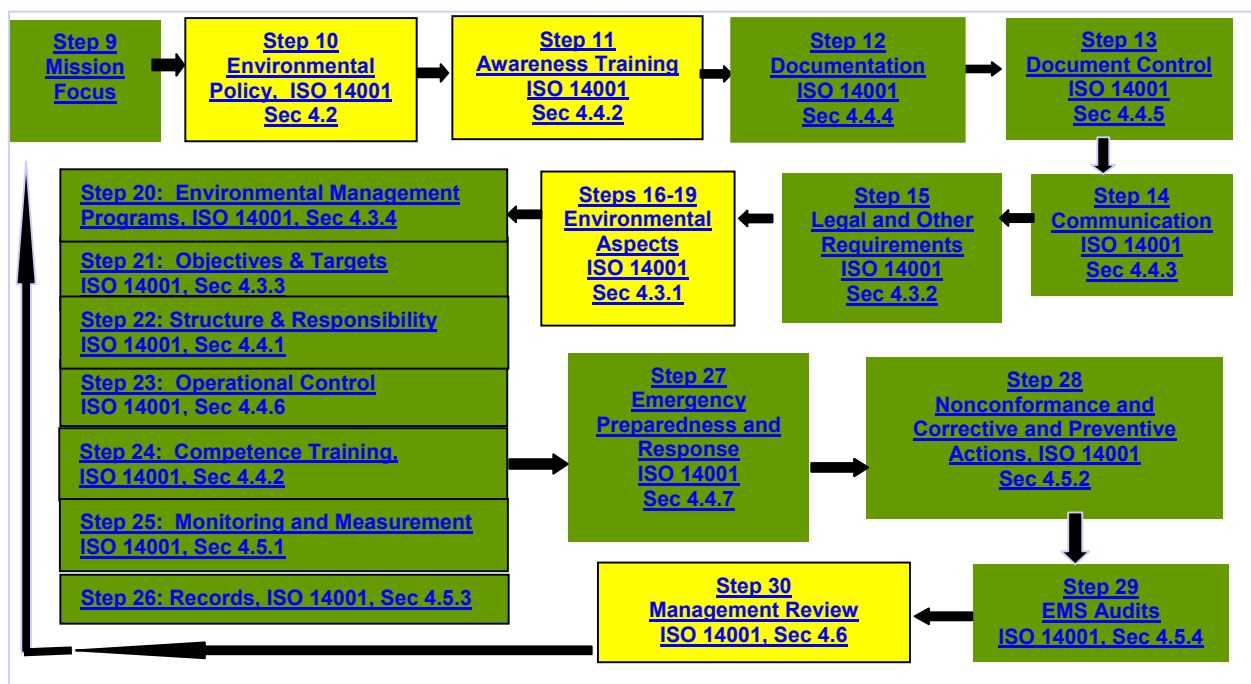 Step 9
Mission
Focus
Step 10
Environmental
Policy, ISO 14001
Sec 4.2
Step 11
Awareness Training
ISO 14001
Sec 4.4.2
Step 12
Documentation
ISO 14001
Sec 4.4.4
Step 13
Document Control
ISO 14001
Sec 4.4.5
Step 14
Communication
ISO 14001
Sec 4.4.3
Step 15
Legal and Other
Requirements
ISO 14001
Sec 4.3.2
Steps 16-19
Environmental
Aspects
ISO 14001
Sec 4.3.1
Step 20: Environmental Management
Programs, ISO 14001, Sec 4.3.4
Step 21: Objectives & Targets
ISO 14001, Sec 4.3.3
Step 22: Structure & Responsibility
ISO 14001, Sec 4.4.1
Step 23: Operational Control
ISO 14001, Sec 4.4.6
Step 24: Competence Training,
ISO 14001, Sec 4.4.2
Step 25: Monitoring and Measurement
ISO 14001, Sec 4.5.1
Step 26: Records, ISO 14001, Sec 4.5.3
Step 27
Emergency
Preparedness and
Response
ISO 14001
Sec 4.4.7
Step 28
Nonconformance and
Corrective and Preventive
Actions, ISO 14001
Sec 4.5.2
Step 29
EMS Audits
ISO 14001, Sec 4.5.4
Step 30
Management Review
ISO 14001, Sec 4.6